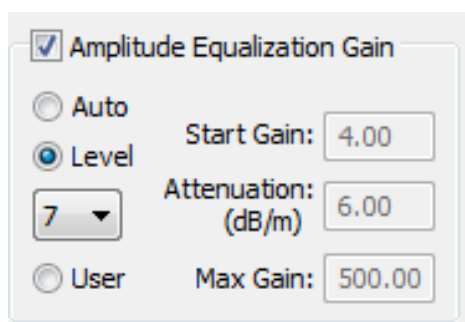 Amplitude Equalization Gain
Auto
Start Gain: 4.00
Level
Attenuation: (dB/m) 6.00
7
User
Max Gain: 500.00